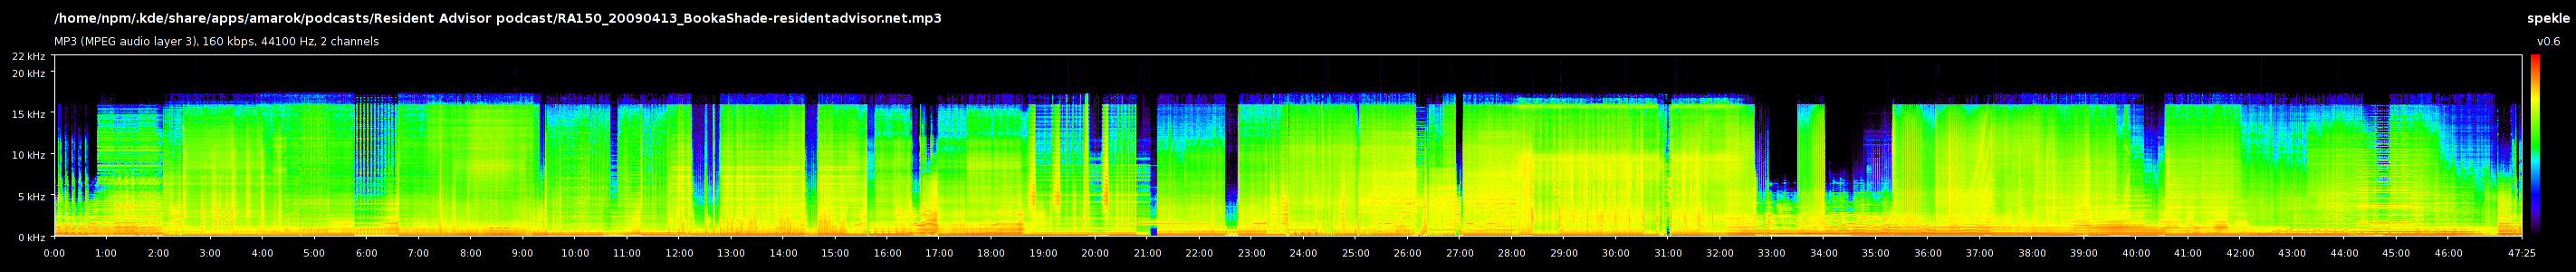 /home/npm/.kde/share/apps/amarok/podcasts/Resident Advisor podcast/RA150_20090413_BookaShade-residentadvisor.net.mp3 spekle
MP3 (MPEG audio layer 3), 160 kbps, 44100 Hz, 2 channels v0.6
22 kHz
20 kHz
15 kHz
10 kHz
5 kHz
0 kHz
0:00 1:00 2:00 3:00 4:00 5:00 6:00 7:00 8:00 9:00 10:00 11:00 12:00 13:00 14:00 15:00 16:00 17:00 18:00 19:00 20:00 21:00 22:00 23:00 24:00 25:00 26:00 27:00 28:00 29:00 30:00 31:00 32:00 33:00 34:00 35:00 36:00 37:00 38:00 39:00 40:00 41:00 42:00 43:00 44:00 45:00 46:00 47:25